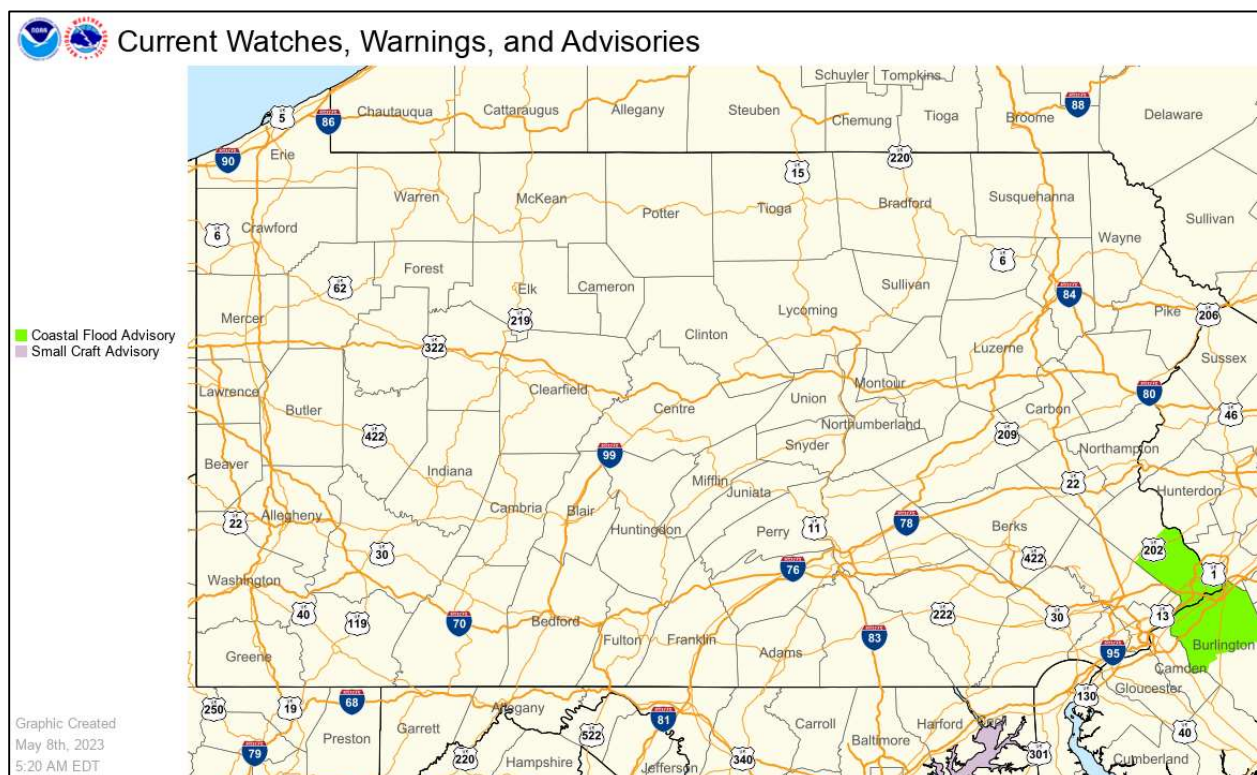 Current Watches, Warnings, and Advisories
Schuyler Tompkins
5 86 Chautauqua Cattaraugus Allegany Steuben Chemung Tioga Broome 88 Delaware
90 Erie 15 220
Warren McKean Potter Tioga Bradford Susquehanna
6 Crawford Sullivan
Wayne
62 Forest Elk Cameron Sullivan 6 84
Mercer 219 Lycoming Pike 206
Coastal Flood Advisory
Small Craft Advisory
322 Clinton Luzerne Sussex
Lawrence Clearfield Montour 80
Butler Centre Union Carbon 46
422 Northumberland 209
99 Snyder Northampton
Beaver Indiana Mifflin 22
Juniata Hunterdon
22 Allegheny Cambria Blair Huntingdon Perry 11 78 Berks
30 76 422 202
Washington 1
40 119 70 Bedford 222 30 13
Fulton Franklin Adams 83 95 Burlington
Greene Camden
Gloucester
250 19 68 Allegany 130
Garrett 522 81 Carroll Harford Cecil 40
Preston
79 220 Hampshire Jefferson 340 Baltimore 301 Cumberland
Graphic Created
May 8th, 2023
5:20 AM EDT